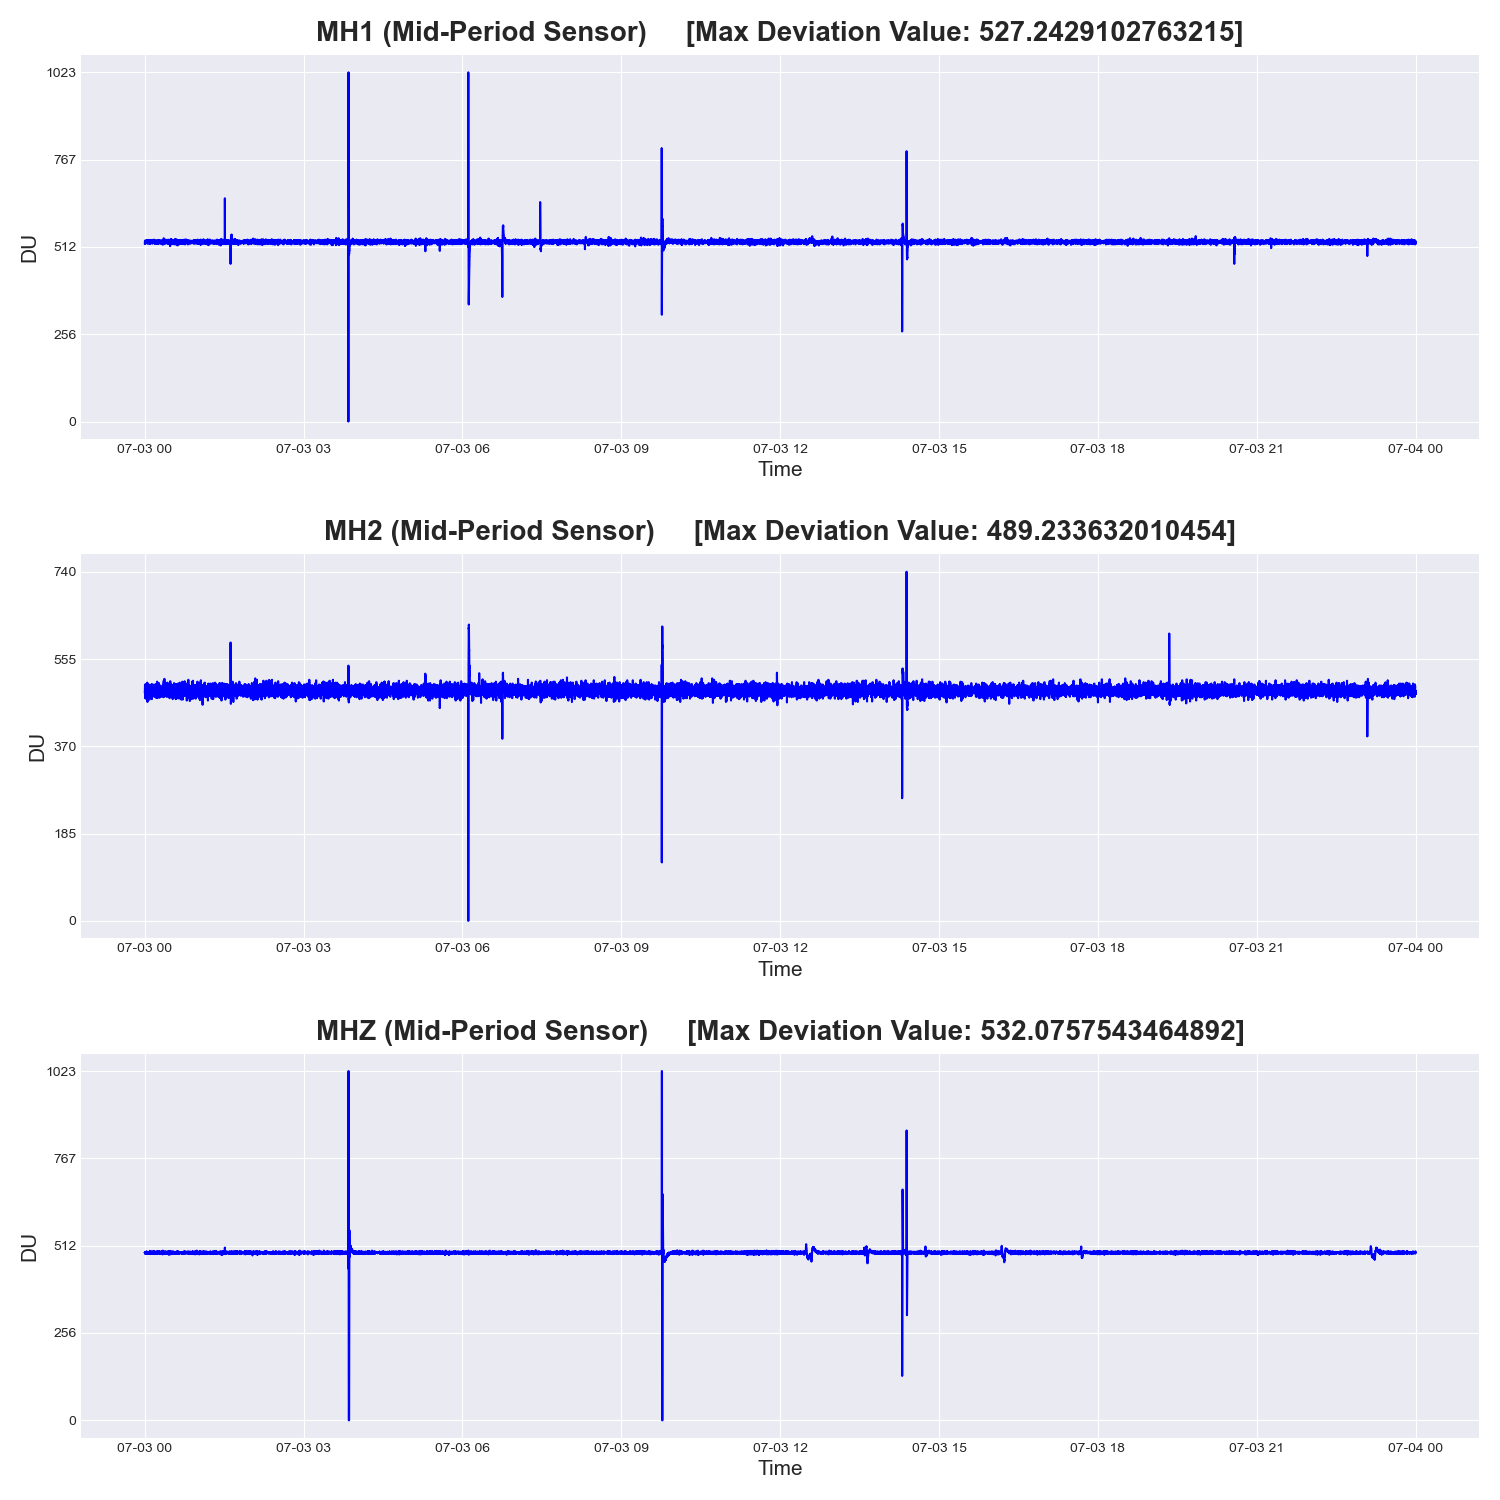 MH1 (Mid-Period Sensor) [Max Deviation Value: 527.2429102763215]
1023
767
512
256
0
DU
07-03 00 07-03 03 07-03 06 07-03 09 07-03 12 07-03 15 07-03 18 07-03 21 07-04 00
Time
MH2 (Mid-Period Sensor) [Max Deviation Value: 489.233632010454]
740
555
370
185
0
DU
07-03 00 07-03 03 07-03 06 07-03 09 07-03 12 07-03 15 07-03 18 07-03 21 07-04 00
Time
MHZ (Mid-Period Sensor) [Max Deviation Value: 532.0757543464892]
1023
767
512
256
0
DU
07-03 00 07-03 03 07-03 06 07-03 09 07-03 12 07-03 15 07-03 18 07-03 21 07-04 00
Time